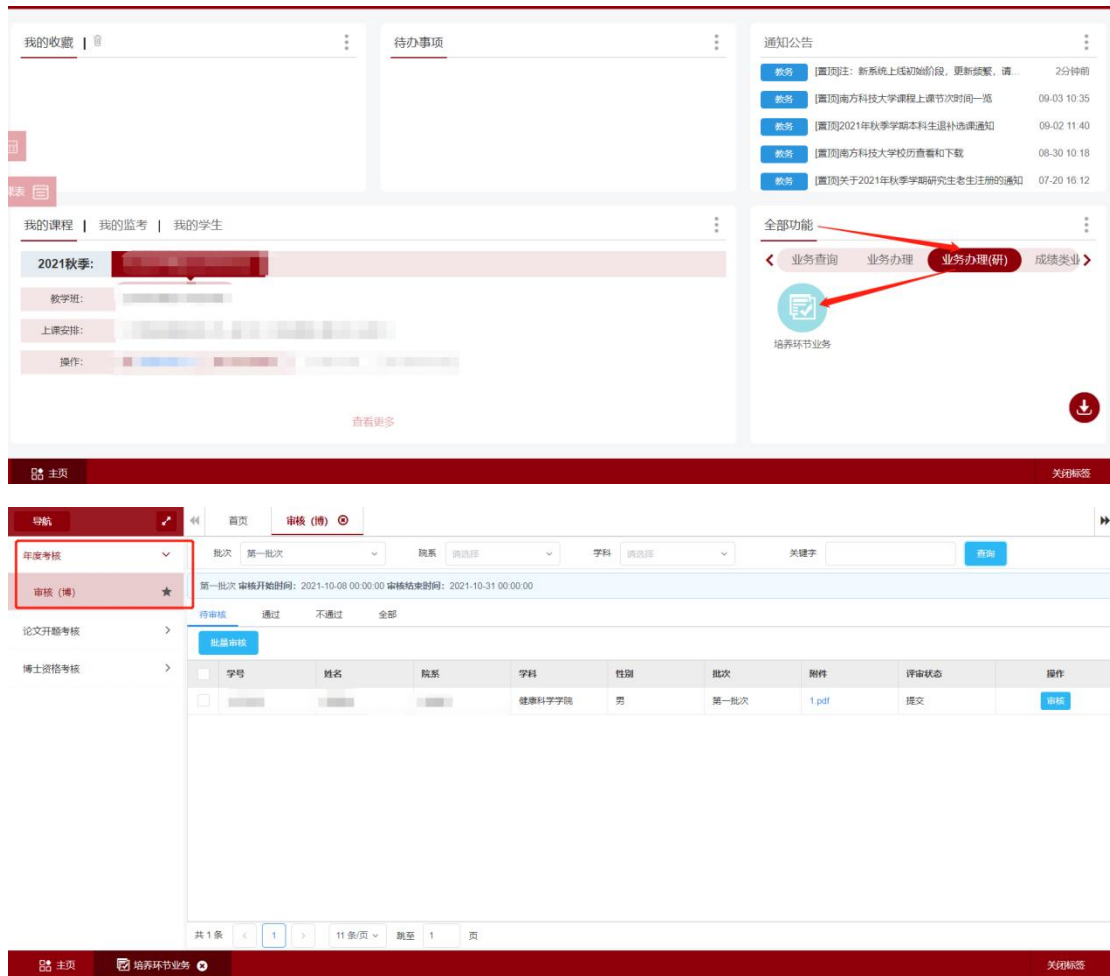 我的收藏
待办事项
通知公告
教务 [置顶]注：新系统上线初始阶段，更新频繁，请... 2分钟前
教务 [置顶]南方科技大学课程上课节次时间一览 09-03 10:35
教务 [置顶]2021年秋季学期本科生退补选课通知 09-02 11:40
教务 [置顶]南方科技大学校历查看和下载 08-30 10:18
教务 [置顶]关于2021年秋季学期研究生老生注册的通知 07-20 16:12
课表
我的课程 | 我的监考 | 我的学生
2021秋季:
教学班:
上课安排:
操作:
查看更多
全部功能
业务查询 业务办理 业务办理(研) 成绩类业
培养环节业务
主页 关闭标签
导航 首页 审核（博）
年度考核
审核（博）
论文开题考核
博士资格考核
批次 第一批次 院系 请选择 学科 请选择 关键字 查询
第一批次 审核开始时间：2021-10-08 00:00:00 审核结束时间：2021-10-31 00:00:00
待审核 通过 不通过 全部
批量审核
学号 姓名 院系 学科 性别 批次 附件 评审状态 操作
健康科学学院 男 第一批次 1.pdf 提交 审核
共1条 1 11条/页 跳至 1 页
主页 培养环节业务 关闭标签